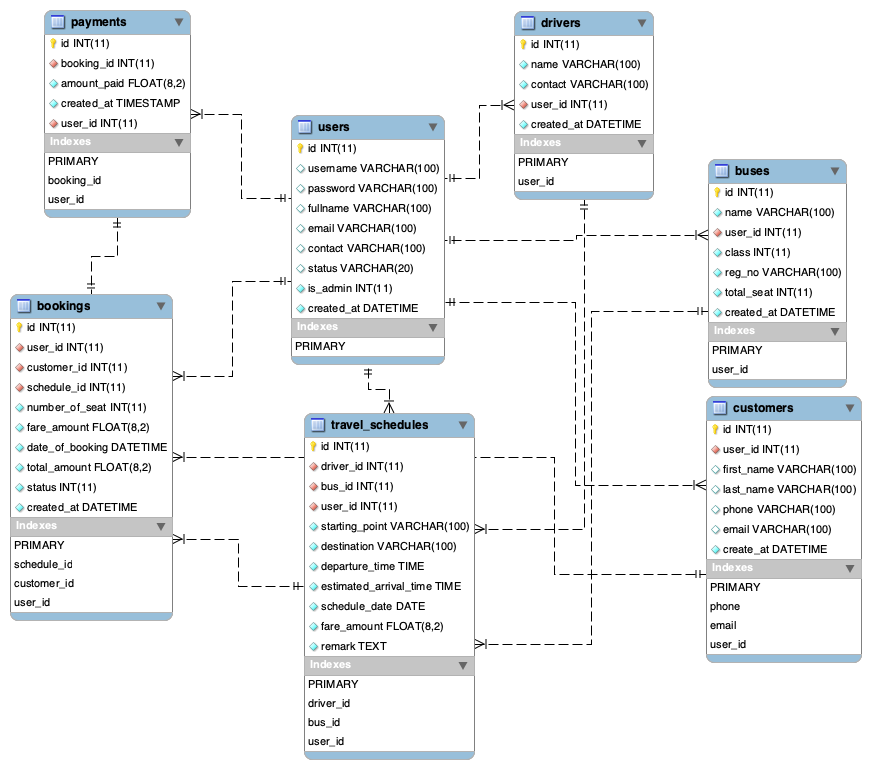 payments
id INT(11)
booking_id INT(11)
amount_paid FLOAT(8,2)
created_at TIMESTAMP
user_id INT(11)
Indexes
PRIMARY
booking_id
user_id
users
id INT(11)
username VARCHAR(100)
password VARCHAR(100)
fullname VARCHAR(100)
email VARCHAR(100)
contact VARCHAR(100)
status VARCHAR(20)
is_admin INT(11)
created_at DATETIME
Indexes
PRIMARY
drivers
id INT(11)
name VARCHAR(100)
contact VARCHAR(100)
user_id INT(11)
created_at DATETIME
Indexes
PRIMARY
user_id
buses
id INT(11)
name VARCHAR(100)
user_id INT(11)
class INT(11)
reg_no VARCHAR(100)
total_seat INT(11)
created_at DATETIME
Indexes
PRIMARY
user_id
bookings
id INT(11)
user_id INT(11)
customer_id INT(11)
schedule_id INT(11)
number_of_seat INT(11)
fare_amount FLOAT(8,2)
date_of_booking DATETIME
total_amount FLOAT(8,2)
status INT(11)
created_at DATETIME
Indexes
PRIMARY
schedule_id
customer_id
user_id
travel_schedules
id INT(11)
driver_id INT(11)
bus_id INT(11)
user_id INT(11)
starting_point VARCHAR(100)
destination VARCHAR(100)
departure_time TIME
estimated_arrival_time TIME
schedule_date DATE
fare_amount FLOAT(8,2)
remark TEXT
Indexes
PRIMARY
driver_id
bus_id
user_id
customers
id INT(11)
user_id INT(11)
first_name VARCHAR(100)
last_name VARCHAR(100)
phone VARCHAR(100)
email VARCHAR(100)
create_at DATETIME
Indexes
PRIMARY
phone
email
user_id